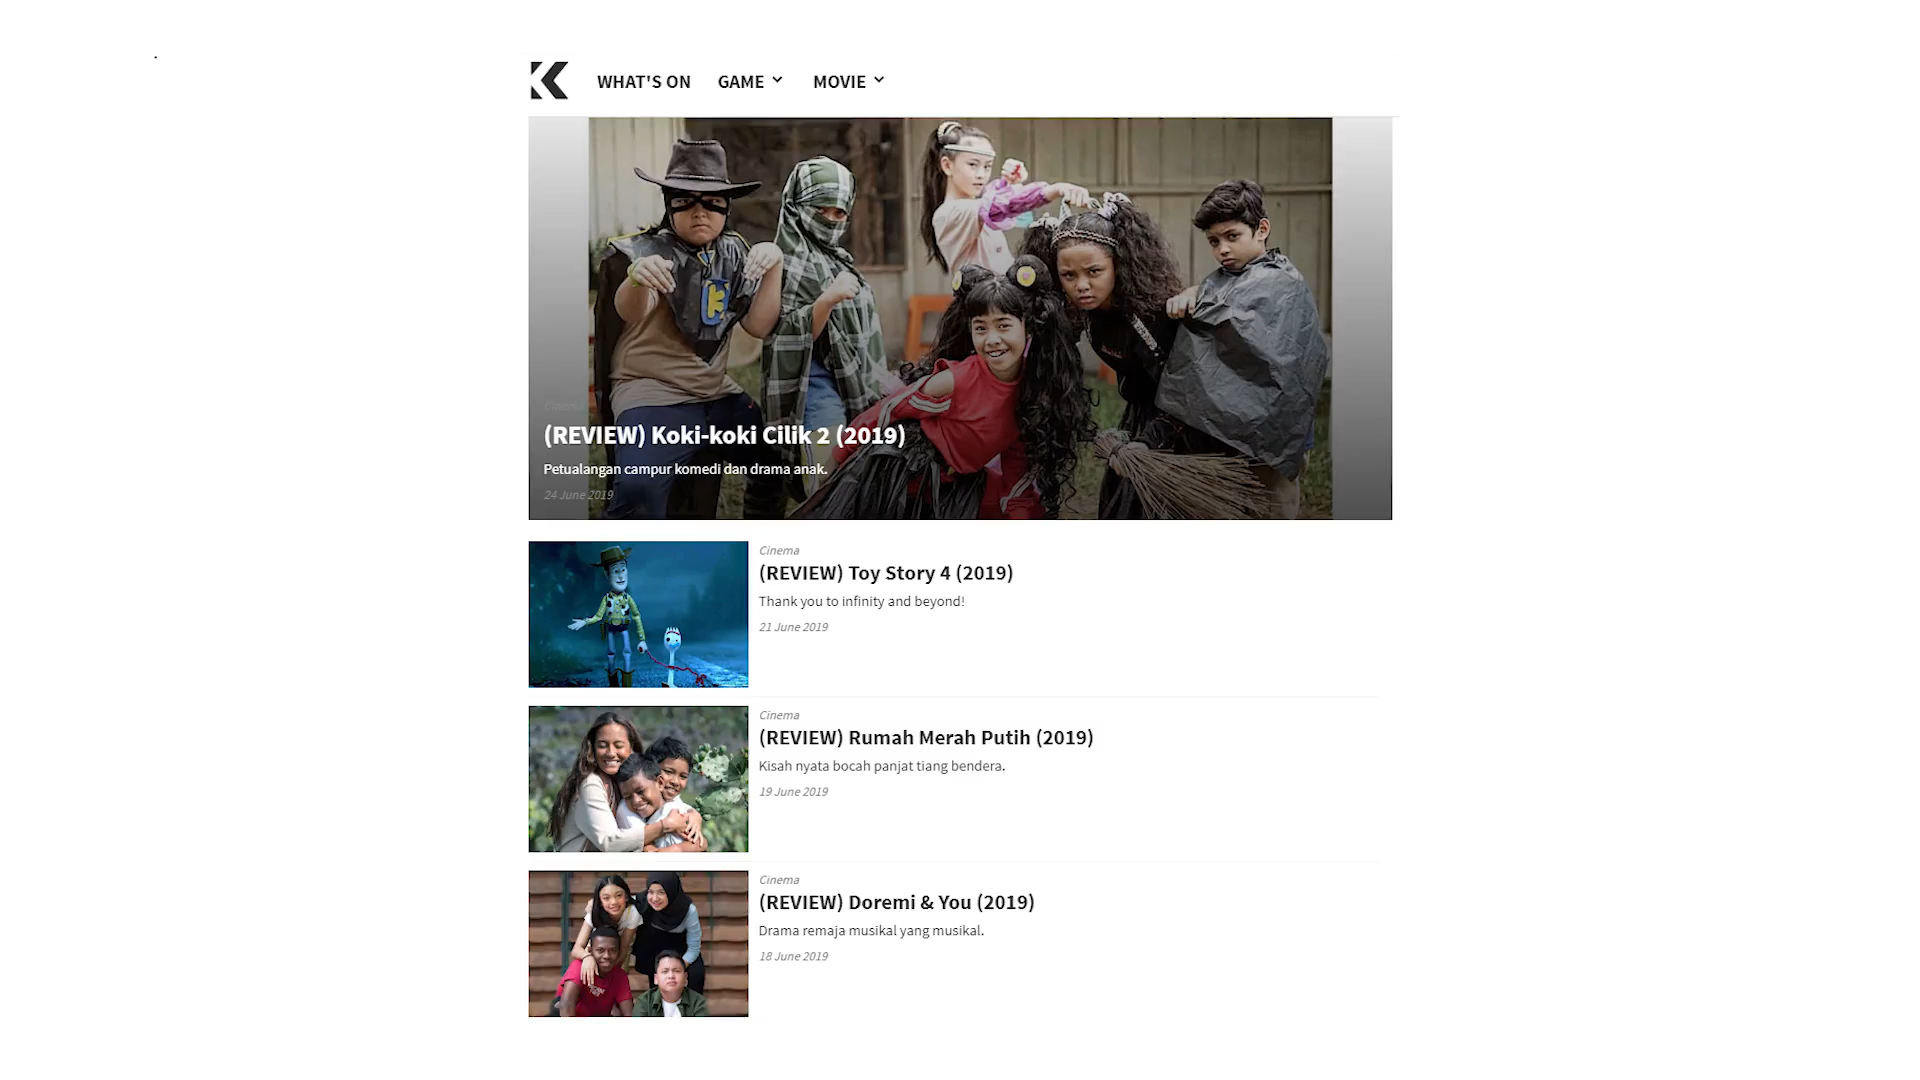 WHAT'S ON GAME MOVIE
Cinema
(REVIEW) Koki-koki Cilik 2 (2019)
Petualangan campur komedi dan drama anak.
24 June 2019
Cinema
(REVIEW) Toy Story 4 (2019)
Thank you to infinity and beyond!
21 June 2019
Cinema
(REVIEW) Rumah Merah Putih (2019)
Kisah nyata bocah panjat tiang bendera.
19 June 2019
Cinema
(REVIEW) Doremi & You (2019)
Drama remaja musikal yang musikal.
18 June 2019